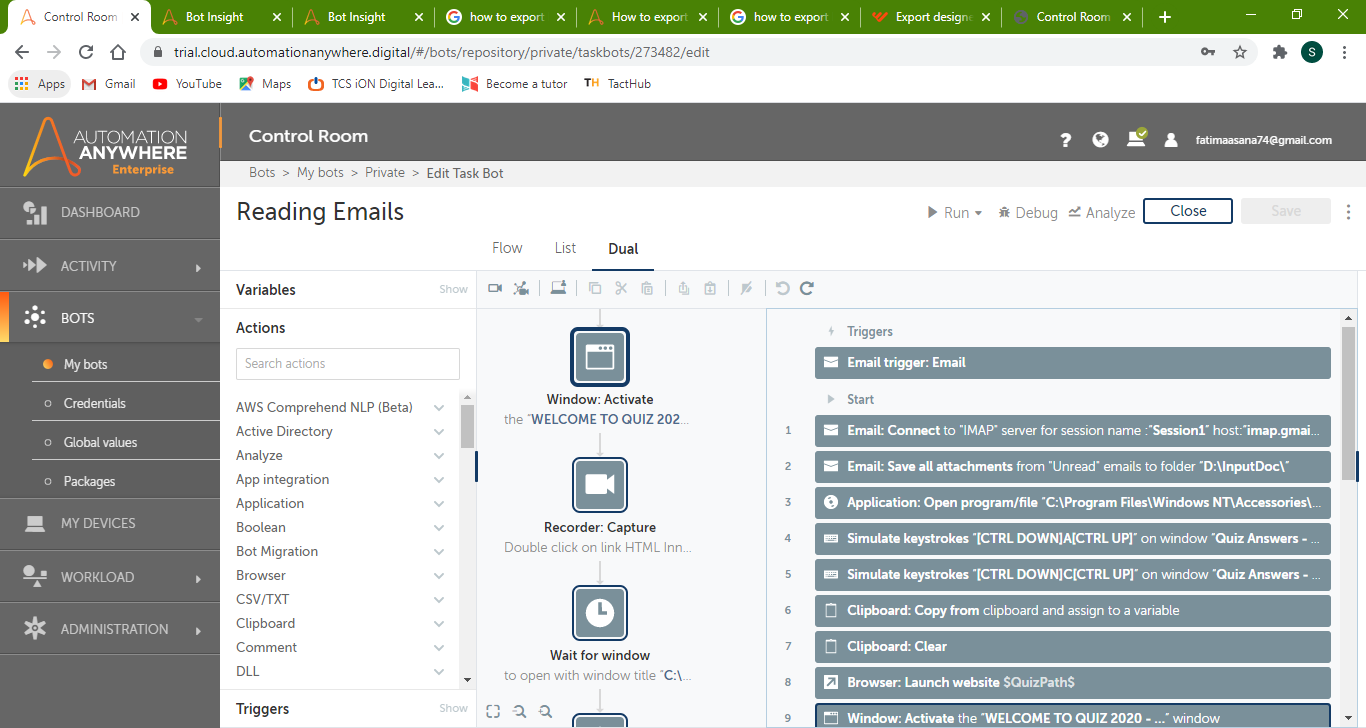 Control Room
Bot Insight
Bot Insight
how to export
How to export
how to export
Export designe
Control Room
trial.cloud.automationanywhere.digital/#/bots/repository/private/taskbots/273482/edit
S
Apps
Gmail
YouTube
Maps
TCS iON Digital Lea...
Become a tutor
TH TactHub
AUTOMATION
ANYWHERE
Enterprise
Control Room
?
fatimaasana74@gmail.com
Bots > My bots > Private > Edit Task Bot
DASHBOARD
ACTIVITY
BOTS
My bots
Credentials
Global values
Packages
MY DEVICES
WORKLOAD
ADMINISTRATION
Reading Emails
Run
Debug
Analyze
Close
Save
Flow
List
Dual
Variables
Show
Actions
Search actions
AWS Comprehend NLP (Beta)
Active Directory
Analyze
App integration
Application
Boolean
Bot Migration
Browser
CSV/TXT
Clipboard
Comment
DLL
Triggers
Show
Window: Activate
the "WELCOME TO QUIZ 202...
Recorder: Capture
Double click on link HTML Inn...
Wait for window
to open with window title "C:\...
Triggers
Email trigger: Email
Start
1 Email: Connect to "IMAP" server for session name :"Session1" host:"imap.gmai...
2 Email: Save all attachments from "Unread" emails to folder "D:\InputDoc\"
3 Application: Open program/file "C:\Program Files\Windows NT\Accessories\...
4 Simulate keystrokes "[CTRL DOWN]A[CTRL UP]" on window "Quiz Answers - ...
5 Simulate keystrokes "[CTRL DOWN]C[CTRL UP]" on window "Quiz Answers - ...
6 Clipboard: Copy from clipboard and assign to a variable
7 Clipboard: Clear
8 Browser: Launch website $QuizPath$
9 Window: Activate the "WELCOME TO QUIZ 2020 - ..." window